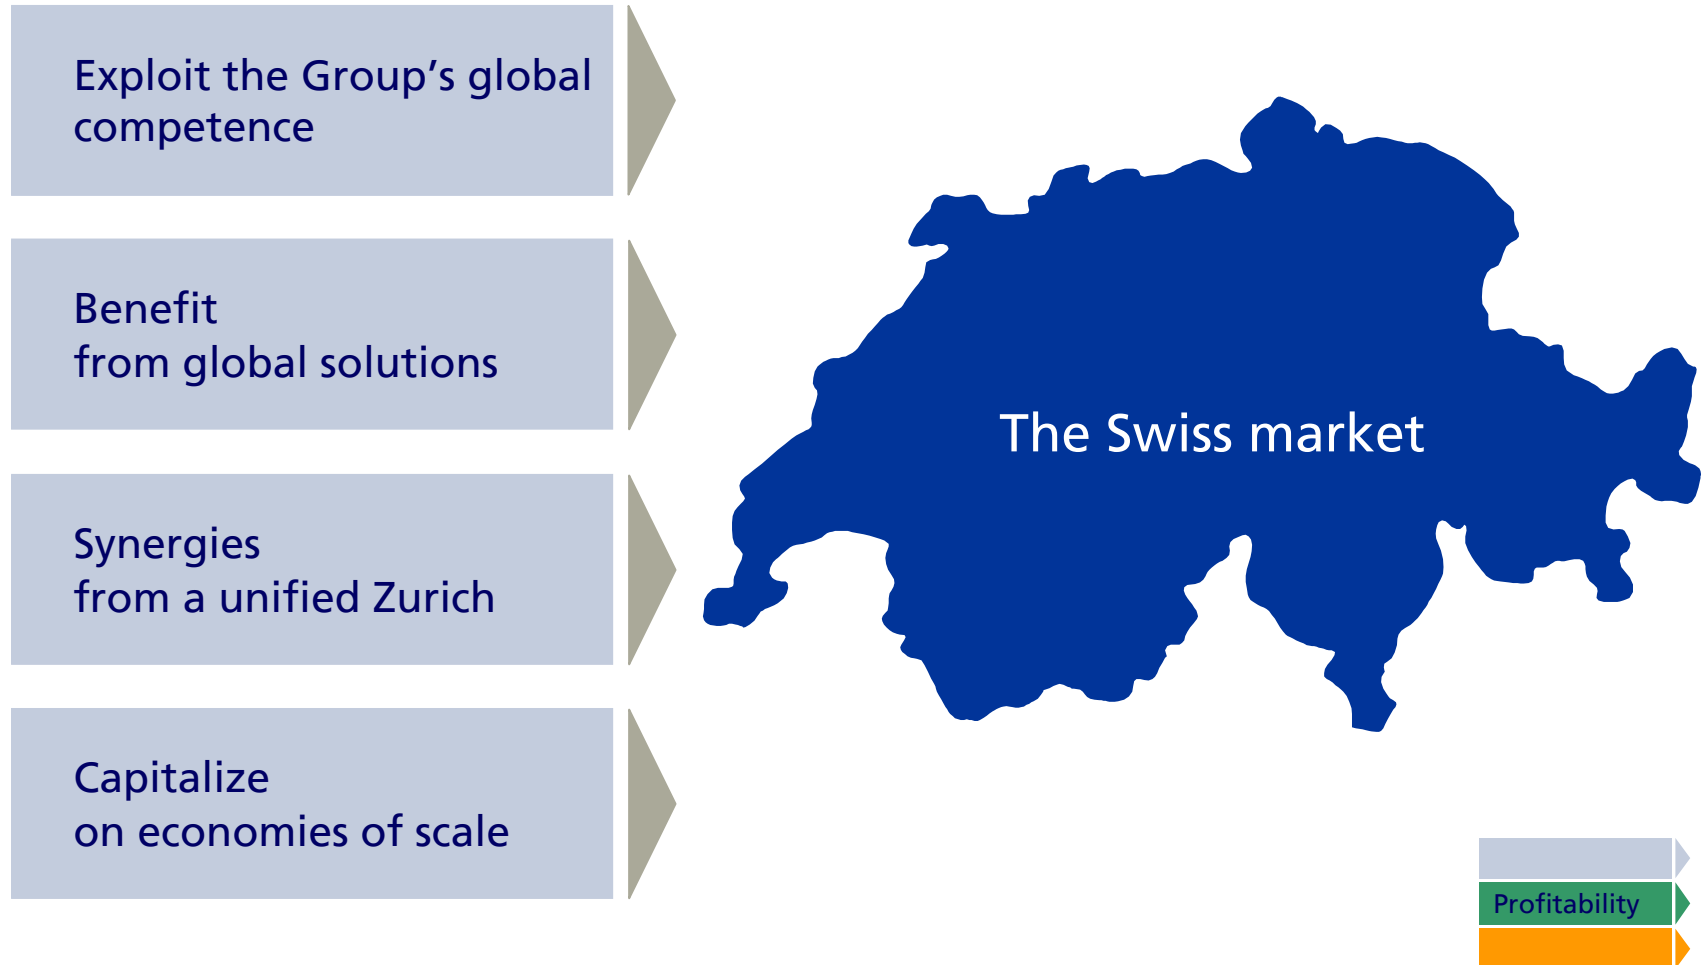 Exploit the Group’s global
competence
Benefit
from global solutions
Synergies
from a unified Zurich
Capitalize
on economies of scale
The Swiss market
Profitability